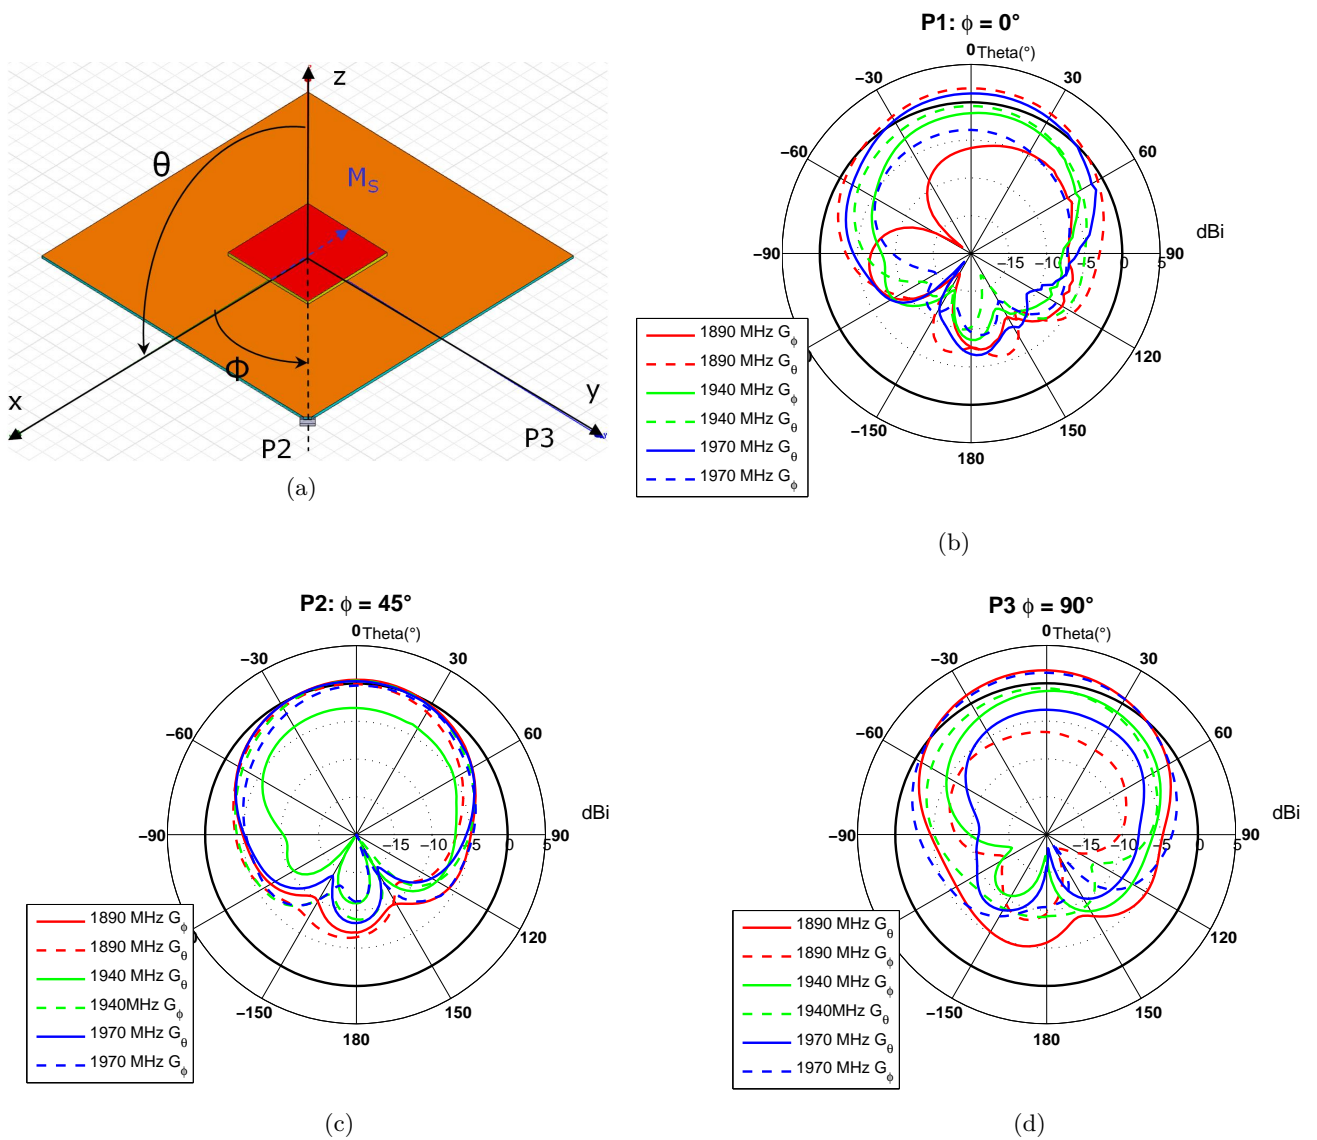 z
θ
M_S
Φ
x
y
P2
P3
(a)
P1: ϕ = 0°
0 Theta(°)
−30
30
−60
60
−90
−15
−10
−5
0
5
90
dBi
120
−150
150
180
1890 MHz G_ϕ
1890 MHz G_θ
1940 MHz G_ϕ
1940 MHz G_θ
1970 MHz G_θ
1970 MHz G_ϕ
(b)
P2: ϕ = 45°
0 Theta(°)
−30
30
−60
60
dBi
−90
−15
−10
−5
0
5
90
120
−150
150
180
1890 MHz G_ϕ
1890 MHz G_θ
1940 MHz G_θ
1940MHz G_ϕ
1970 MHz G_θ
1970 MHz G_ϕ
(c)
P3 ϕ = 90°
0 Theta(°)
−30
30
−60
60
dBi
−90
−15
−10
−5
0
5
90
120
−150
150
180
1890 MHz G_θ
1890 MHz G_ϕ
1940 MHz G_ϕ
1940MHz G_θ
1970 MHz G_θ
1970 MHz G_ϕ
(d)